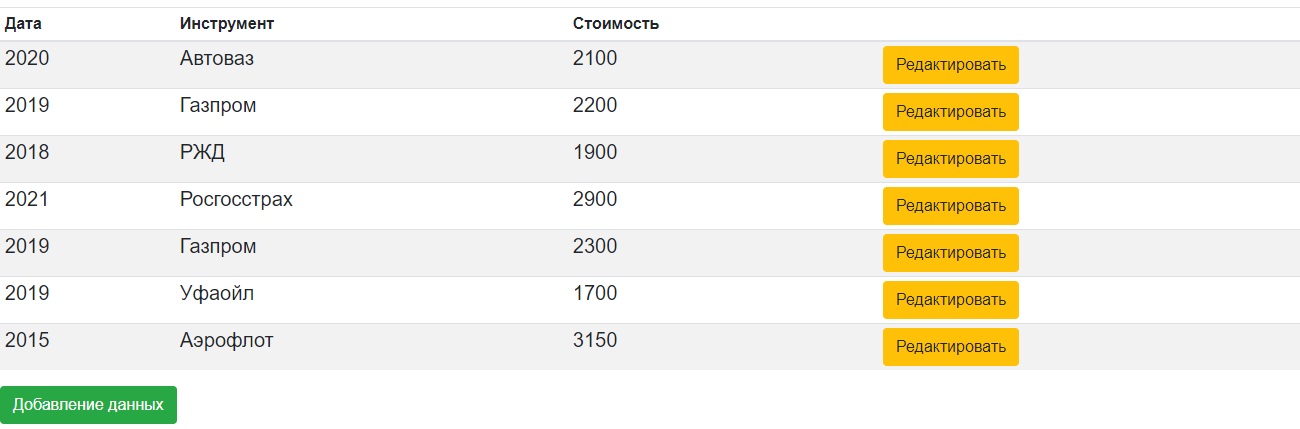 Дата Инструмент Стоимость
2020 Автоваз 2100 Редактировать
2019 Газпром 2200 Редактировать
2018 РЖД 1900 Редактировать
2021 Росгосстрах 2900 Редактировать
2019 Газпром 2300 Редактировать
2019 Уфаойл 1700 Редактировать
2015 Аэрофлот 3150 Редактировать
Добавление данных